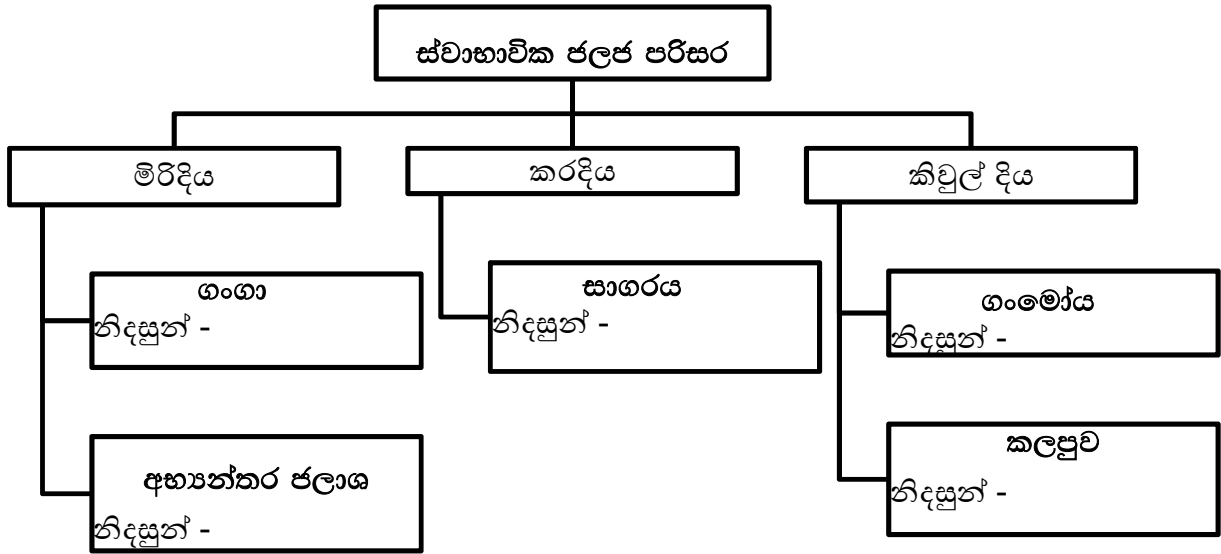 ස්වාභාවික ජලජ පරිසර
මිරිදිය
කරදිය
කිවුල් දිය
ගංගා
නිදසුන් -
සාගරය
නිදසුන් -
ගංමෝය
නිදසුන් -
අභ්‍යන්තර ජලාශ
නිදසුන් -
කලපුව
නිදසුන් -